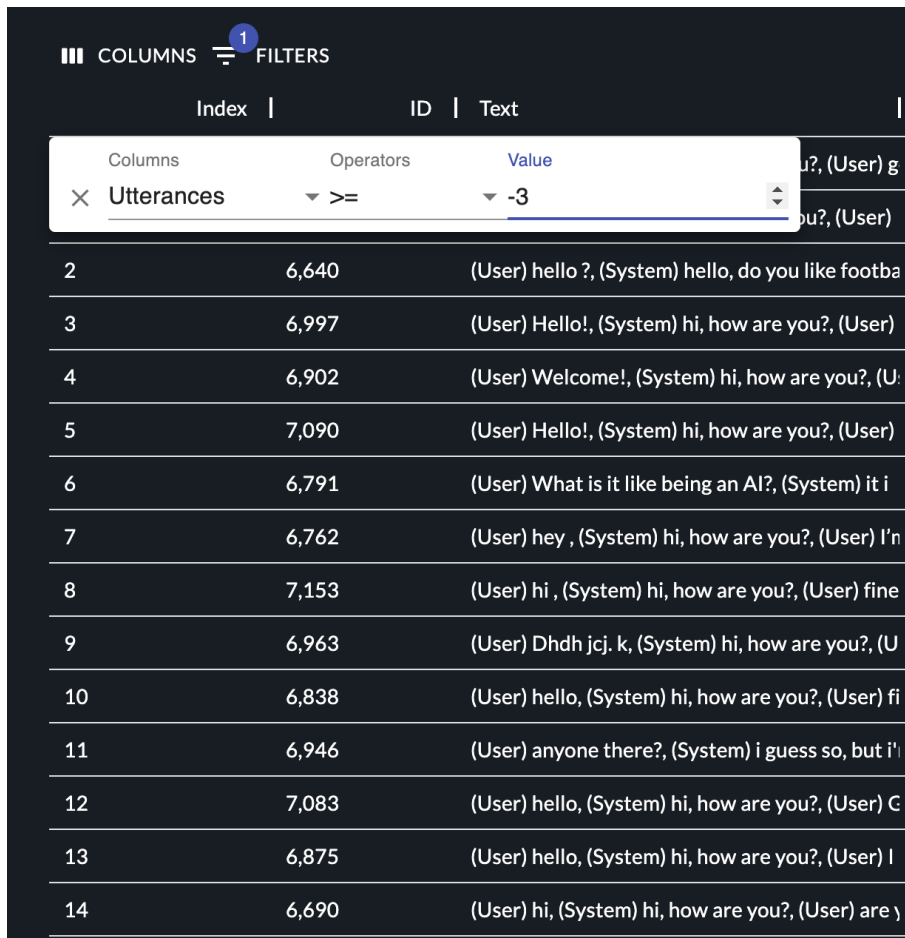 COLUMNS 1 FILTERS
Index ID Text
Columns Operators Value
Utterances >= -3
u?, (User) g
ou?, (User)
2 6,640 (User) hello ?, (System) hello, do you like footba
3 6,997 (User) Hello!, (System) hi, how are you?, (User)
4 6,902 (User) Welcome!, (System) hi, how are you?, (U
5 7,090 (User) Hello!, (System) hi, how are you?, (User)
6 6,791 (User) What is it like being an AI?, (System) it i
7 6,762 (User) hey , (System) hi, how are you?, (User) I’m
8 7,153 (User) hi , (System) hi, how are you?, (User) fine
9 6,963 (User) Dhdh jcj. k, (System) hi, how are you?, (U
10 6,838 (User) hello, (System) hi, how are you?, (User) fi
11 6,946 (User) anyone there?, (System) i guess so, but i'
12 7,083 (User) hello, (System) hi, how are you?, (User) G
13 6,875 (User) hello, (System) hi, how are you?, (User) I
14 6,690 (User) hi, (System) hi, how are you?, (User) are